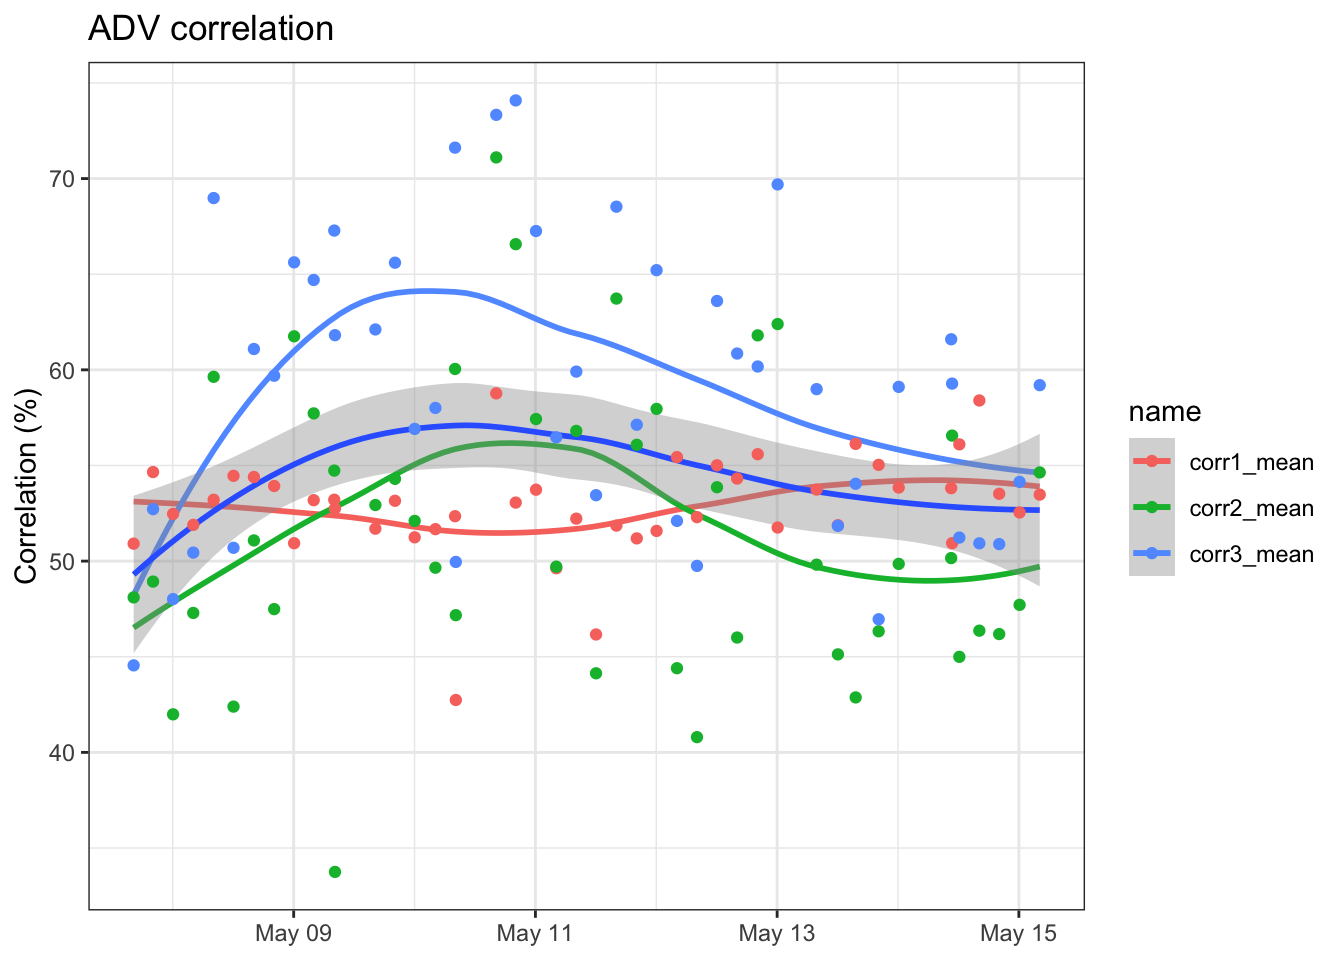 ADV correlation
Correlation (%)
70
60
50
40
May 09
May 11
May 13
May 15
name
corr1_mean
corr2_mean
corr3_mean